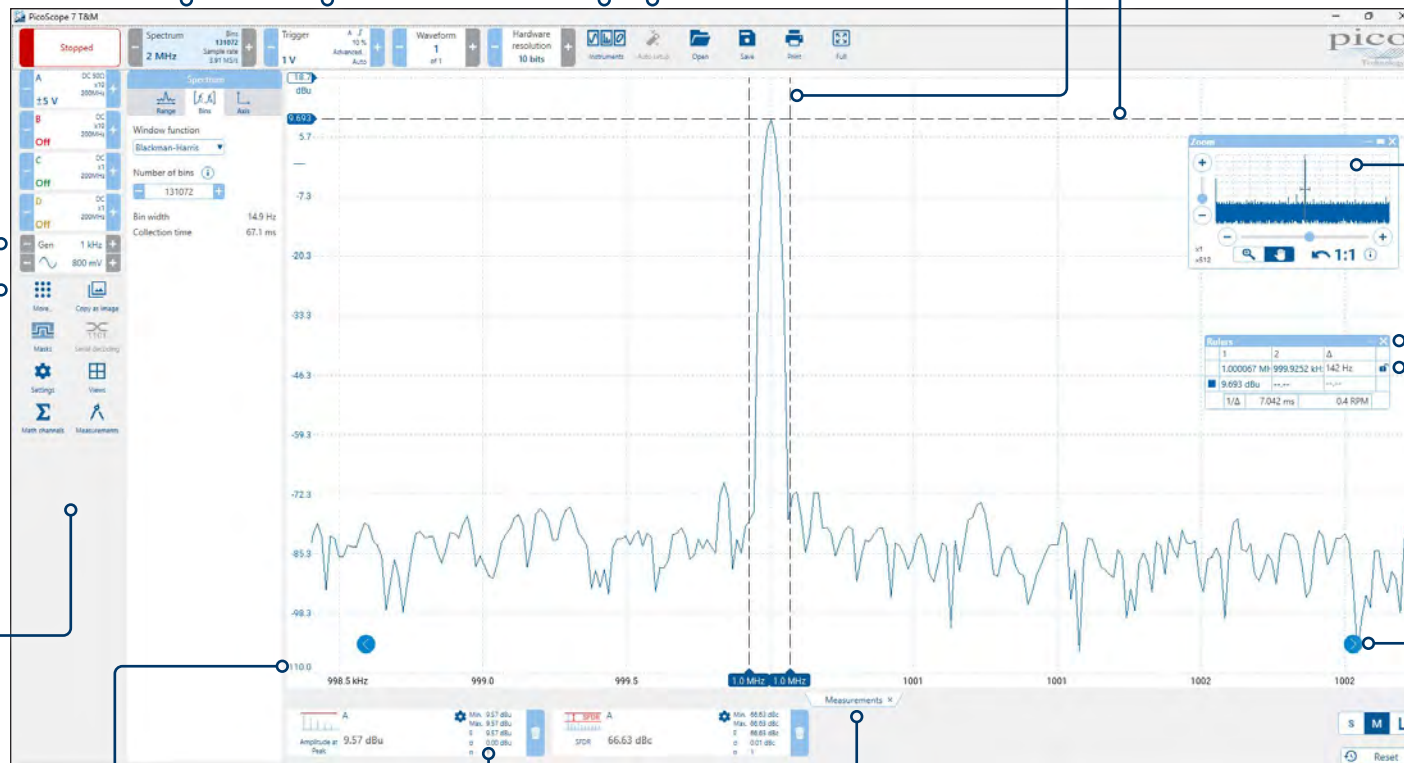 PicoScope 7 T&M
Stopped
Spectrum
2 MHz
Bins
131072
Sample rate
3.91 MS/s
Trigger
1 V
10 %
Advanced...
Auto
Waveform
1
of 1
Hardware
resolution
10 bits
Instruments
Auto setup
Open
Save
Print
Full
pico
Technology
A
DC 50Ω
x10
200MHz
±5 V
B
DC
x10
200MHz
Off
C
DC
x1
200MHz
Off
D
DC
x1
200MHz
Off
Gen
1 kHz
800 mV
More...
Copy as image
Masks
Serial decoding
Settings
Views
Math channels
Measurements
Spectrum
Range
Bins
Axis
Window function
Blackman-Harris
Number of bins
131072
Bin width 14.9 Hz
Collection time 67.1 ms
18.7
dBu
9.693
5.7
-7.3
-20.3
-33.3
-46.3
-59.3
-72.3
-85.3
-98.3
-110.0
998.5 kHz
999.0
999.5
1.0 MHz
1.0 MHz
1001
1001
1002
1002
Zoom
x1
x512
1:1
Rulers
1 2 Δ
1.000067 MH 999.9252 kH: 142 Hz
9.693 dBu --.-- --.--
1/Δ 7.042 ms 0.4 RPM
Measurements ×
A
Amplitude at
Peak
9.57 dBu
Min. 9.57 dBu
Max. 9.57 dBu
x̄ 9.57 dBu
σ 0.00 dBu
n
SFDR A
SFDR
66.63 dBc
Min. 66.63 dBc
Max. 66.63 dBc
x̄ 66.63 dBc
σ 0.01 dBc
n 1
S M L
Reset